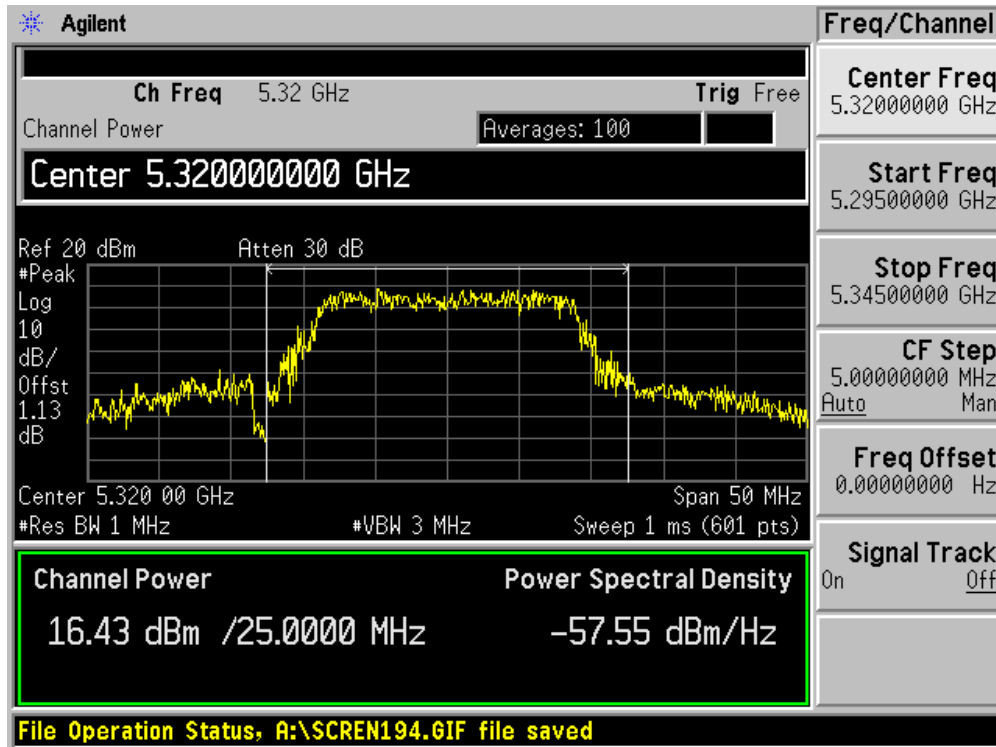 Agilent
Freq/Channel
Ch Freq 5.32 GHz Trig Free
Channel Power Averages: 100
Center 5.320000000 GHz
Ref 20 dBm Atten 30 dB
#Peak
Log
10
dB/
Offst
1.13
dB
Center 5.320 00 GHz Span 50 MHz
#Res BW 1 MHz #VBW 3 MHz Sweep 1 ms (601 pts)
Channel Power Power Spectral Density
16.43 dBm /25.0000 MHz -57.55 dBm/Hz
File Operation Status, A:\SCREN194.GIF file saved
Center Freq
5.32000000 GHz
Start Freq
5.29500000 GHz
Stop Freq
5.34500000 GHz
CF Step
5.00000000 MHz
Auto Man
Freq Offset
0.00000000 Hz
Signal Track
On Off